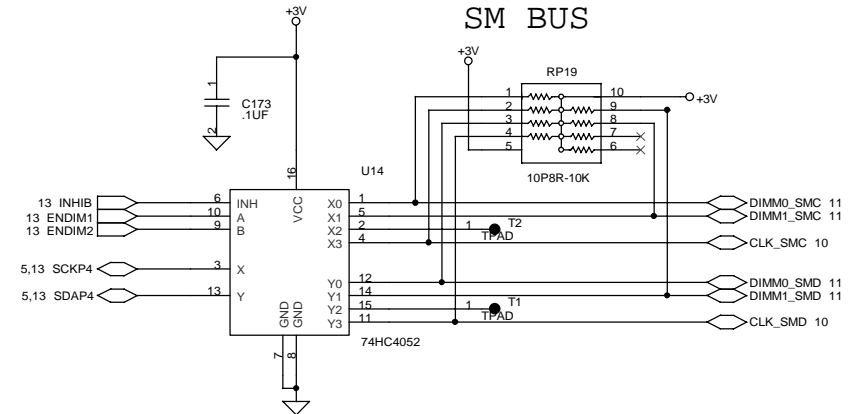 SM BUS
+3V
+3V
RP19
1
10
+3V
2
9
3
8
4
7
5
6
10P8R-10K
1
C173
.1UF
2
16
U14
13 INHIB
6
INH
VCC
X0
1
DIMM0_SMC 11
13 ENDIM1
10
A
X1
5
DIMM1_SMC 11
13 ENDIM2
9
B
X2
2
1
T2
TPAD
X3
4
CLK_SMC 10
5,13 SCKP4
3
X
Y0
12
DIMM0_SMD 11
5,13 SDAP4
13
Y
Y1
14
DIMM1_SMD 11
Y2
15
1
T1
TPAD
Y3
11
CLK_SMD 10
GND
GND
7
8
74HC4052